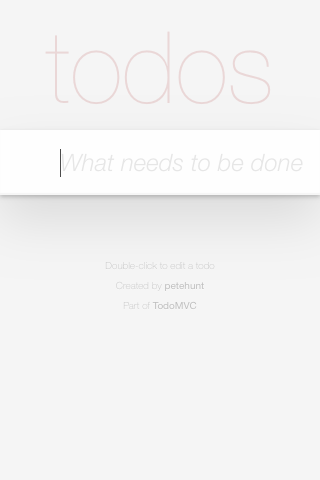 todos
What needs to be done
Double-click to edit a todo
Created by petehunt
Part of TodoMVC